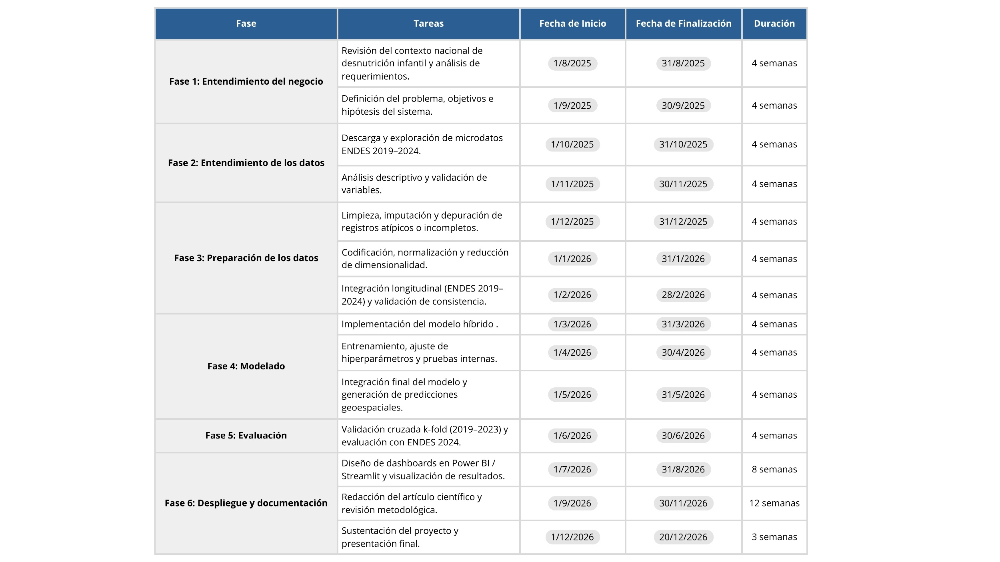 Fase Tareas Fecha de Inicio Fecha de Finalización Duración
Fase 1: Entendimiento del negocio
Revisión del contexto nacional de
desnutrición infantil y análisis de
requerimientos.
1/8/2025 31/8/2025 4 semanas
Definición del problema, objetivos e
hipótesis del sistema.
1/9/2025 30/9/2025 4 semanas
Fase 2: Entendimiento de los datos
Descarga y exploración de microdatos
ENDES 2019–2024.
1/10/2025 31/10/2025 4 semanas
Análisis descriptivo y validación de
variables.
1/11/2025 30/11/2025 4 semanas
Fase 3: Preparación de los datos
Limpieza, imputación y depuración de
registros atípicos o incompletos.
1/12/2025 31/12/2025 4 semanas
Codificación, normalización y reducción
de dimensionalidad.
1/1/2026 31/1/2026 4 semanas
Integración longitudinal (ENDES 2019–
2024) y validación de consistencia.
1/2/2026 28/2/2026 4 semanas
Fase 4: Modelado
Implementación del modelo híbrido .
1/3/2026 31/3/2026 4 semanas
Entrenamiento, ajuste de
hiperparámetros y pruebas internas.
1/4/2026 30/4/2026 4 semanas
Integración final del modelo y
generación de predicciones
geoespaciales.
1/5/2026 31/5/2026 4 semanas
Fase 5: Evaluación
Validación cruzada k-fold (2019–2023) y
evaluación con ENDES 2024.
1/6/2026 30/6/2026 4 semanas
Fase 6: Despliegue y documentación
Diseño de dashboards en Power BI /
Streamlit y visualización de resultados.
1/7/2026 31/8/2026 8 semanas
Redacción del artículo científico y
revisión metodológica.
1/9/2026 30/11/2026 12 semanas
Sustentación del proyecto y
presentación final.
1/12/2026 20/12/2026 3 semanas